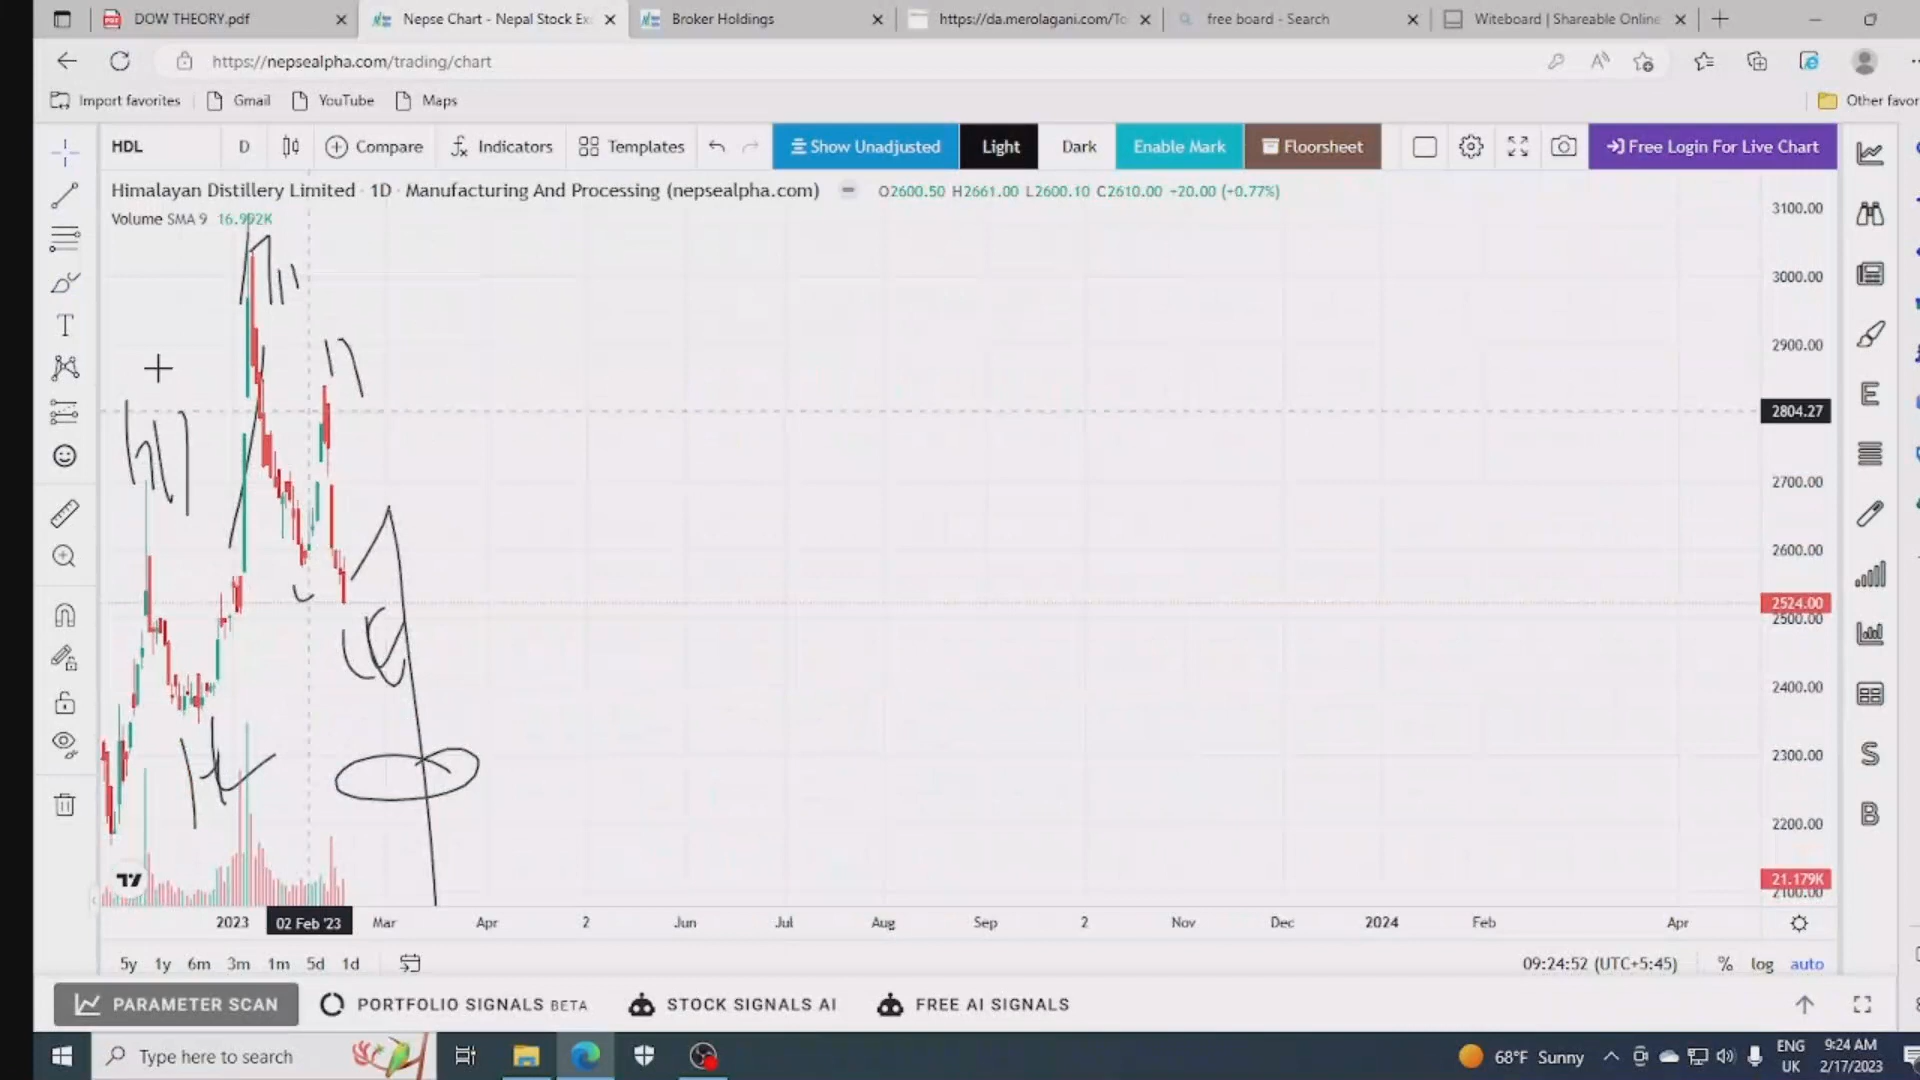 DOW THEORY.pdf
Nepse Chart - Nepal Stock Ex
Broker Holdings
https://da.merolagani.com/To
free board - Search
Witeboard | Shareable Online
https://nepsealpha.com/trading/chart
Import favorites
Gmail
YouTube
Maps
Other favor
HDL
D
Compare
Indicators
Templates
Show Unadjusted
Light
Dark
Enable Mark
Floorsheet
Free Login For Live Chart
Himalayan Distillery Limited · 1D · Manufacturing And Processing (nepsealpha.com)
O2600.50 H2661.00 L2600.10 C2610.00 −20.00 (+0.77%)
Volume SMA 9 16.992K
3100.00
3000.00
2900.00
2804.27
2700.00
2600.00
2524.00
2500.00
2400.00
2300.00
2200.00
21.179K
2100.00
E
S
B
2023
02 Feb '23
Mar
Apr
2
Jun
Jul
Aug
Sep
2
Nov
Dec
2024
Feb
Apr
5y 1y 6m 3m 1m 5d 1d
09:24:52 (UTC+5:45)
% log auto
PARAMETER SCAN
PORTFOLIO SIGNALS BETA
STOCK SIGNALS AI
FREE AI SIGNALS
Type here to search
68°F Sunny
ENG
UK
9:24 AM
2/17/2023